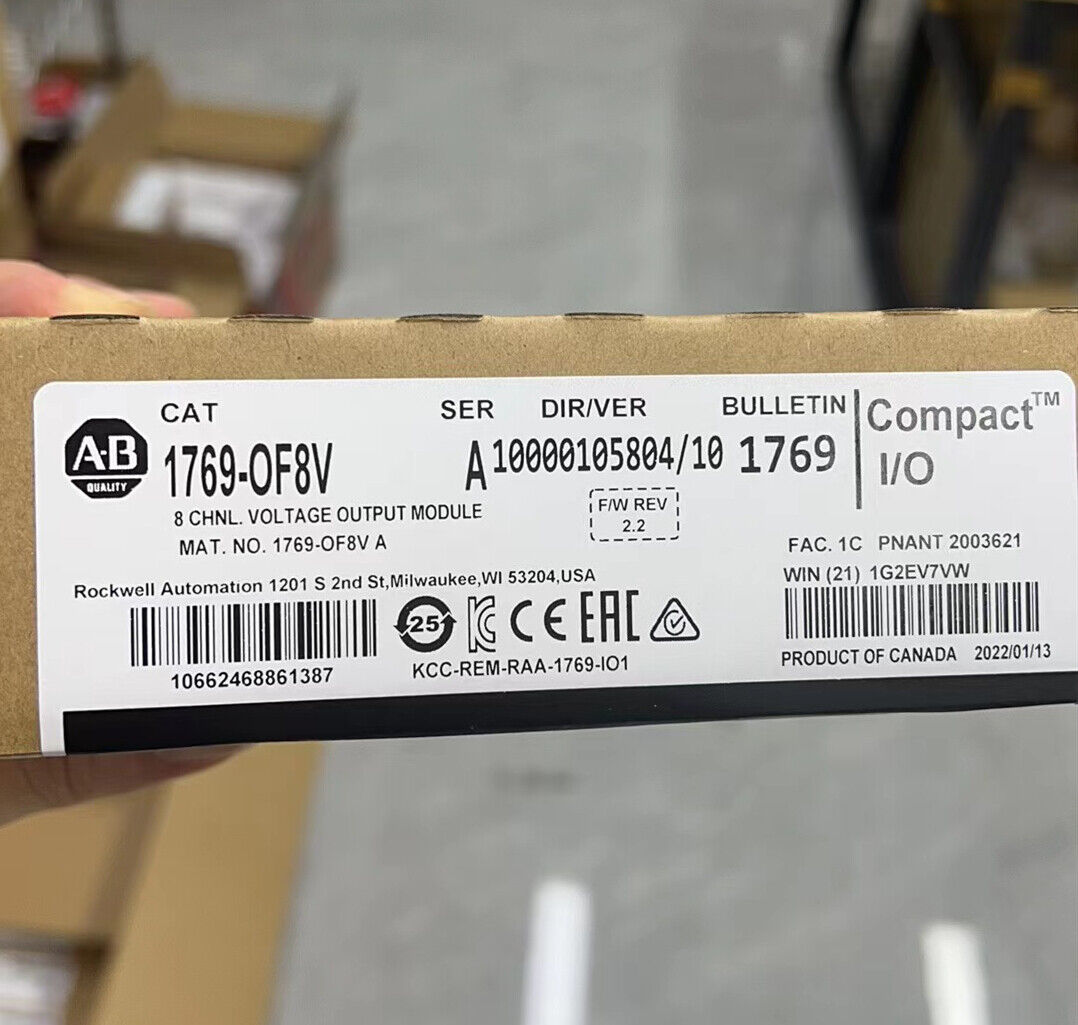 A-B
QUALITY
CAT SER DIR/VER BULLETIN
1769-OF8V A 10000105804/10 1769
Compact™
I/O
8 CHNL. VOLTAGE OUTPUT MODULE
F/W REV
2.2
MAT. NO. 1769-OF8V A
FAC. 1C PNANT 2003621
Rockwell Automation 1201 S 2nd St,Milwaukee,WI 53204,USA
WIN (21) 1G2EV7VW
25 CE EAC
10662468861387
KCC-REM-RAA-1769-IO1
PRODUCT OF CANADA 2022/01/13